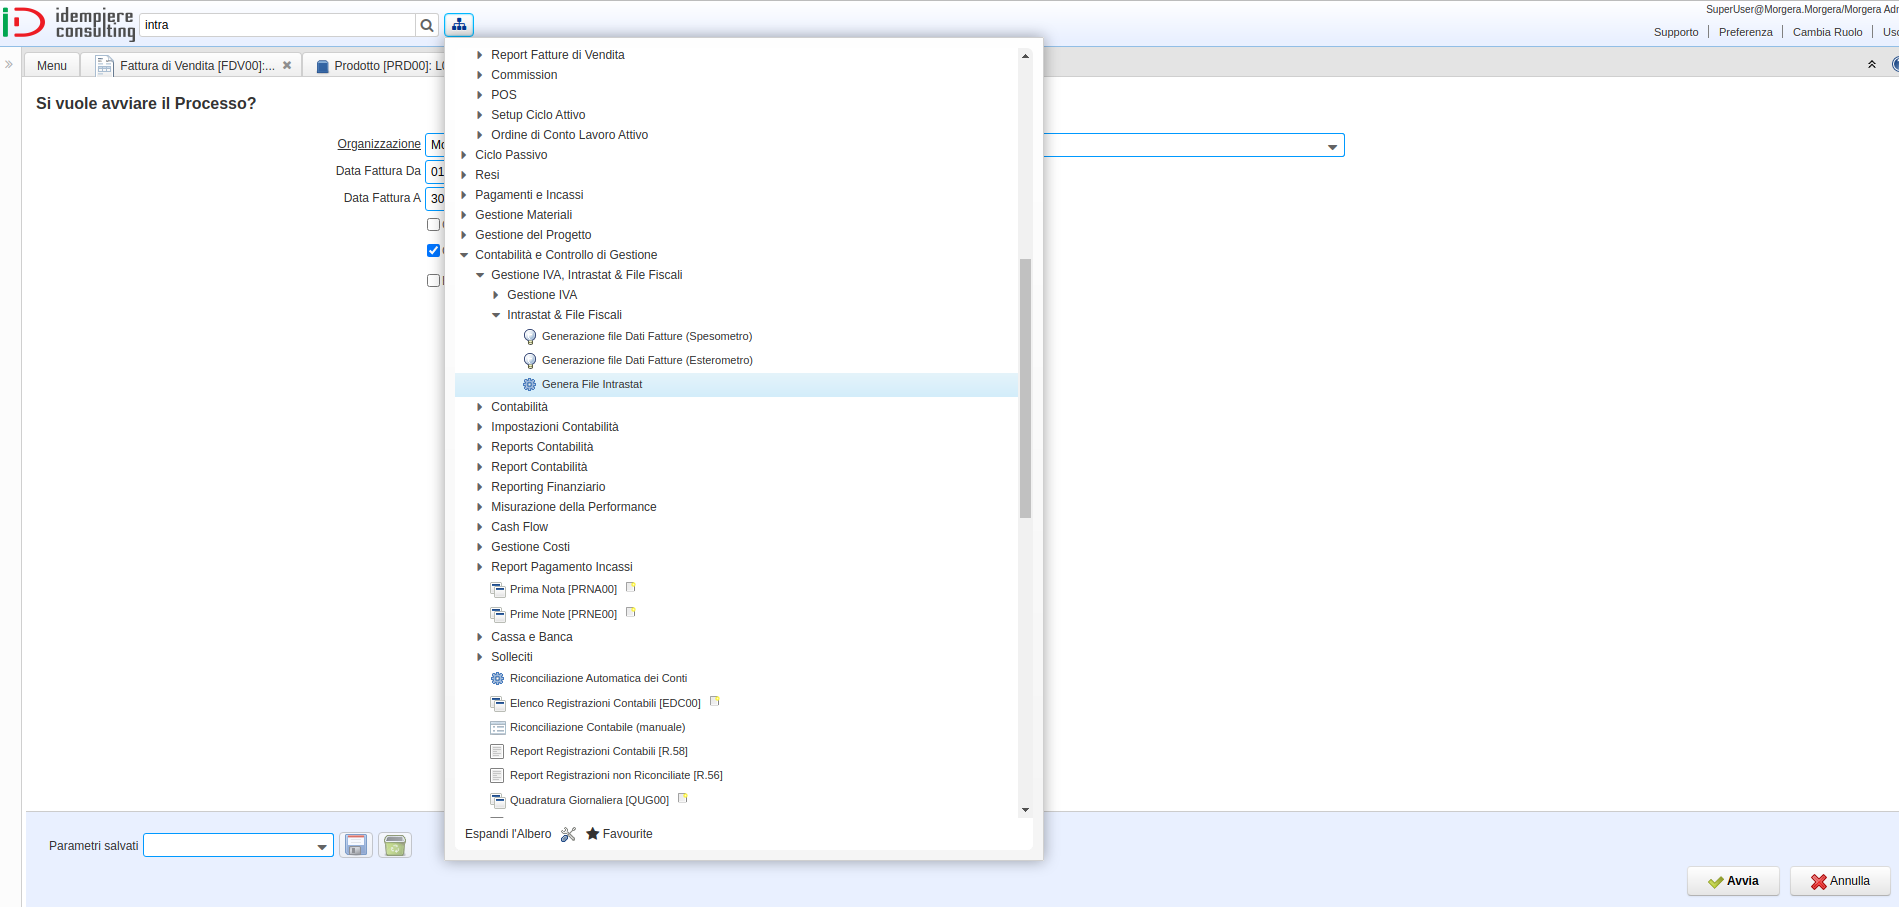 idempiere
consulting
intra
SuperUser@Morgera.Morgera/Morgera Adm
Supporto
Preferenza
Cambia Ruolo
Menu
Fattura di Vendita [FDV00]:...
Prodotto [PRD00]:
Si vuole avviare il Processo?
Organizzazione
Data Fattura Da
01
Data Fattura A
30
Report Fatture di Vendita
Commission
POS
Setup Ciclo Attivo
Ordine di Conto Lavoro Attivo
Ciclo Passivo
Resi
Pagamenti e Incassi
Gestione Materiali
Gestione del Progetto
Contabilità e Controllo di Gestione
Gestione IVA, Intrastat & File Fiscali
Gestione IVA
Intrastat & File Fiscali
Generazione file Dati Fatture (Spesometro)
Generazione file Dati Fatture (Esterometro)
Genera File Intrastat
Contabilità
Impostazioni Contabilità
Reports Contabilità
Report Contabilità
Reporting Finanziario
Misurazione della Performance
Cash Flow
Gestione Costi
Report Pagamento Incassi
Prima Nota [PRNA00]
Prime Note [PRNE00]
Cassa e Banca
Solleciti
Riconciliazione Automatica dei Conti
Elenco Registrazioni Contabili [EDC00]
Riconciliazione Contabile (manuale)
Report Registrazioni Contabili [R.58]
Report Registrazioni non Riconciliate [R.56]
Quadratura Giornaliera [QUG00]
Espandi l'Albero
Favourite
Parametri salvati
Avvia
Annulla